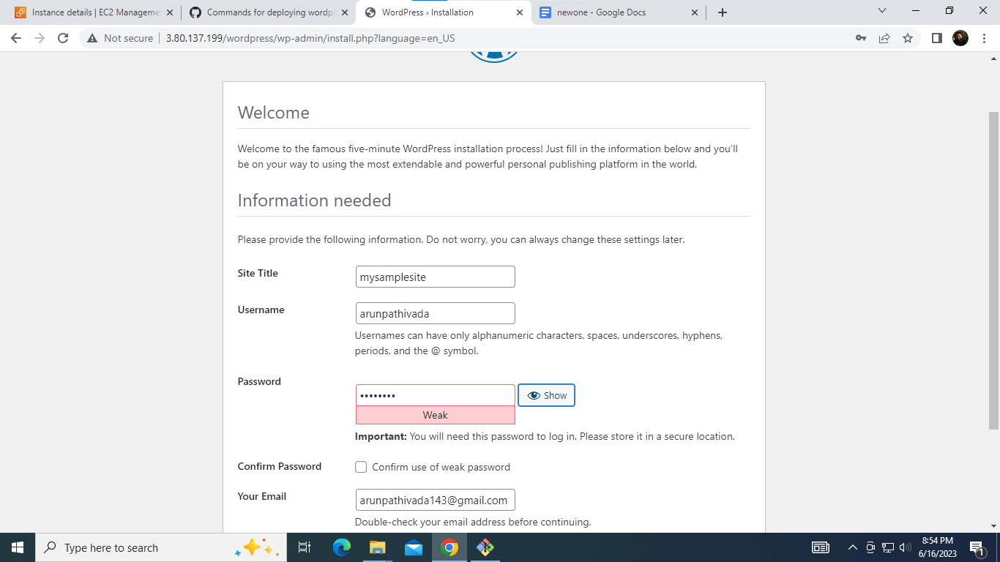 Instance details | EC2 Manageme
Commands for deploying wordpr
WordPress › Installation
newone - Google Docs
Not secure
3.80.137.199/wordpress/wp-admin/install.php?language=en_US
Welcome
Welcome to the famous five-minute WordPress installation process! Just fill in the information below and you’ll
be on your way to using the most extendable and powerful personal publishing platform in the world.
Information needed
Please provide the following information. Do not worry, you can always change these settings later.
Site Title
mysamplesite
Username
arunpathivada
Usernames can have only alphanumeric characters, spaces, underscores, hyphens,
periods, and the @ symbol.
Password
••••••••
Show
Weak
Important: You will need this password to log in. Please store it in a secure location.
Confirm Password
Confirm use of weak password
Your Email
arunpathivada143@gmail.com
Double-check your email address before continuing.
Type here to search
8:54 PM
6/16/2023
1